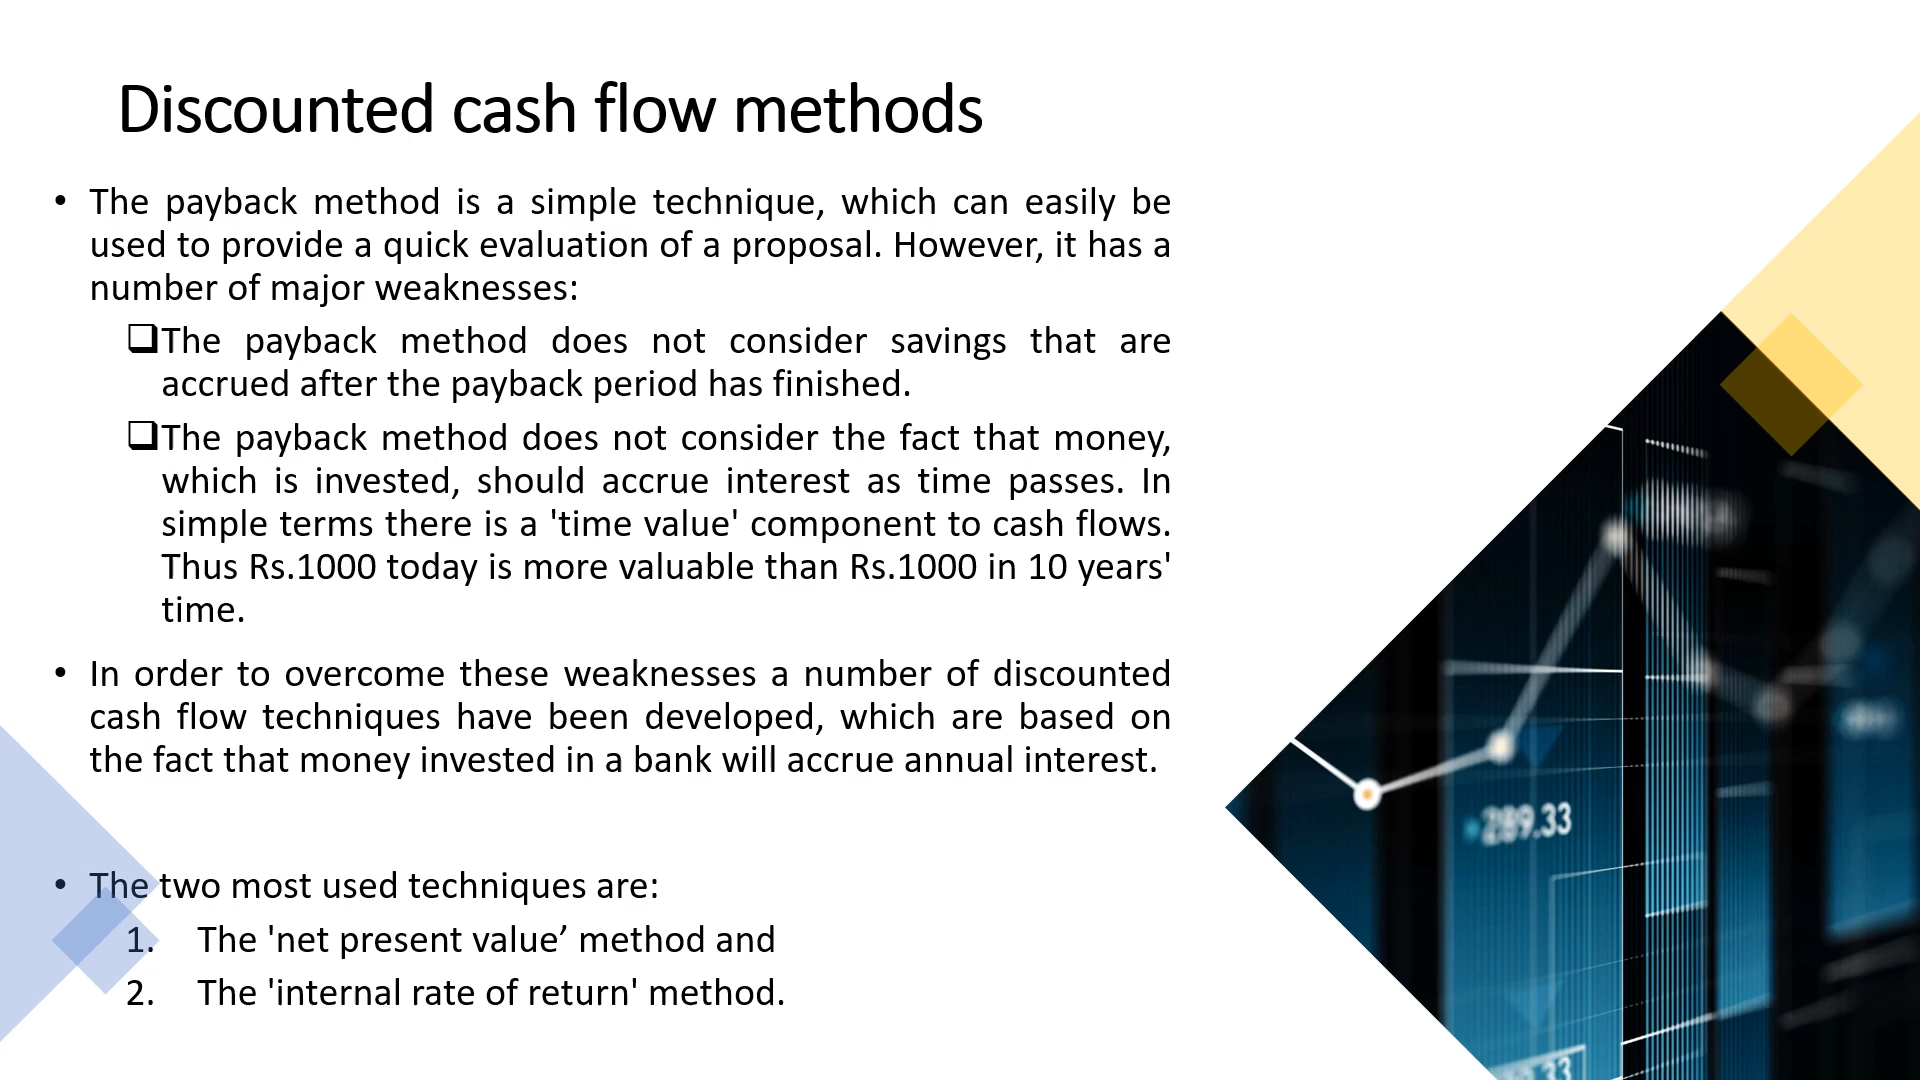 Discounted cash flow methods
• The payback method is a simple technique, which can easily be
used to provide a quick evaluation of a proposal. However, it has a
number of major weaknesses:
❑The payback method does not consider savings that are
accrued after the payback period has finished.
❑The payback method does not consider the fact that money,
which is invested, should accrue interest as time passes. In
simple terms there is a 'time value' component to cash flows.
Thus Rs.1000 today is more valuable than Rs.1000 in 10 years'
time.
• In order to overcome these weaknesses a number of discounted
cash flow techniques have been developed, which are based on
the fact that money invested in a bank will accrue annual interest.
• The two most used techniques are:
1. The 'net present value’ method and
2. The 'internal rate of return' method.
289.33